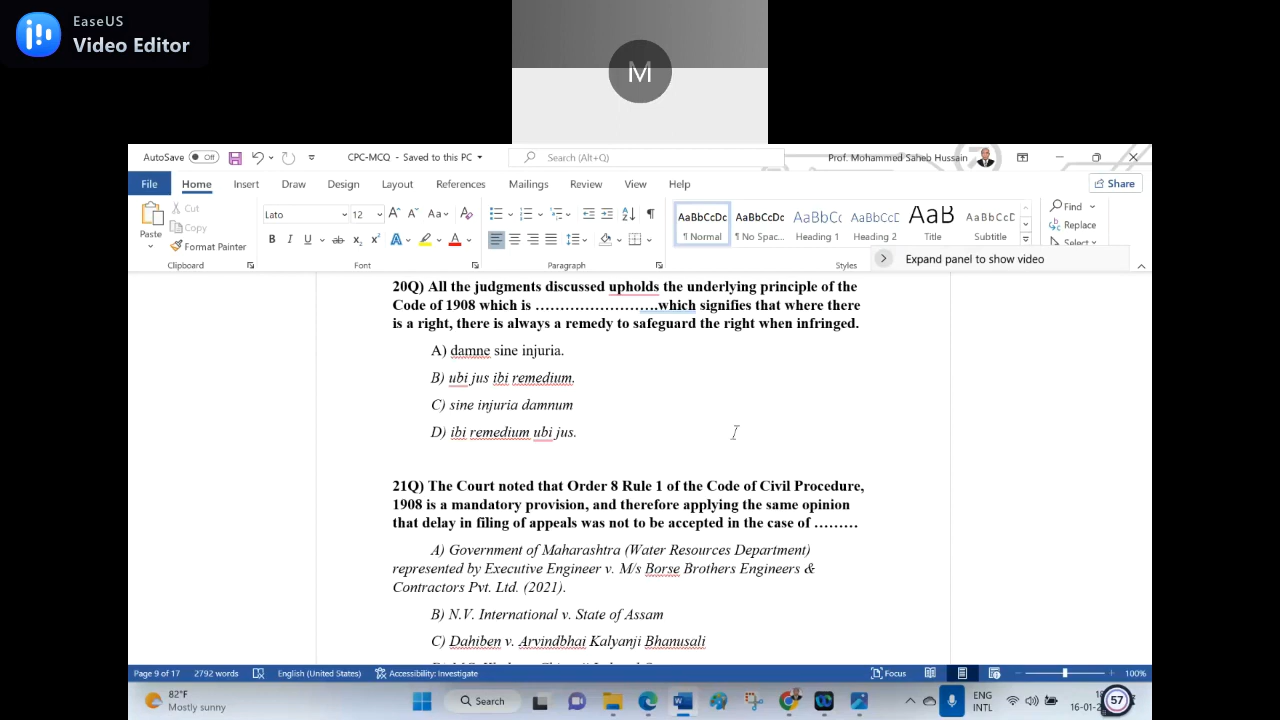 EaseUS
Video Editor
M
AutoSave Off CPC-MCQ - Saved to this PC Search (Alt+Q) Prof. Mohammed Saheb Hussain
File Home Insert Draw Design Layout References Mailings Review View Help Share
Paste Cut Copy Format Painter
Lato 12
AaBbCcDc AaBbCcDc AaBbC AaBbCcD AaB AaBbCcD
¶ Normal ¶ No Spac... Heading 1 Heading 2 Title Subtitle
Find Replace Select
Expand panel to show video
Clipboard Font Paragraph Styles
20Q) All the judgments discussed upholds the underlying principle of the
Code of 1908 which is …………………….which signifies that where there
is a right, there is always a remedy to safeguard the right when infringed.
A) damne sine injuria.
B) ubi jus ibi remedium.
C) sine injuria damnum
D) ibi remedium ubi jus.
21Q) The Court noted that Order 8 Rule 1 of the Code of Civil Procedure,
1908 is a mandatory provision, and therefore applying the same opinion
that delay in filing of appeals was not to be accepted in the case of ………
A) Government of Maharashtra (Water Resources Department)
represented by Executive Engineer v. M/s Borse Brothers Engineers &
Contractors Pvt. Ltd. (2021).
B) N.V. International v. State of Assam
C) Dahiben v. Arvindbhai Kalyanji Bhanusali
Page 9 of 17 2792 words English (United States) Accessibility: Investigate Focus 100%
82°F
Mostly sunny
Search
ENG
INTL
16-01-2
57